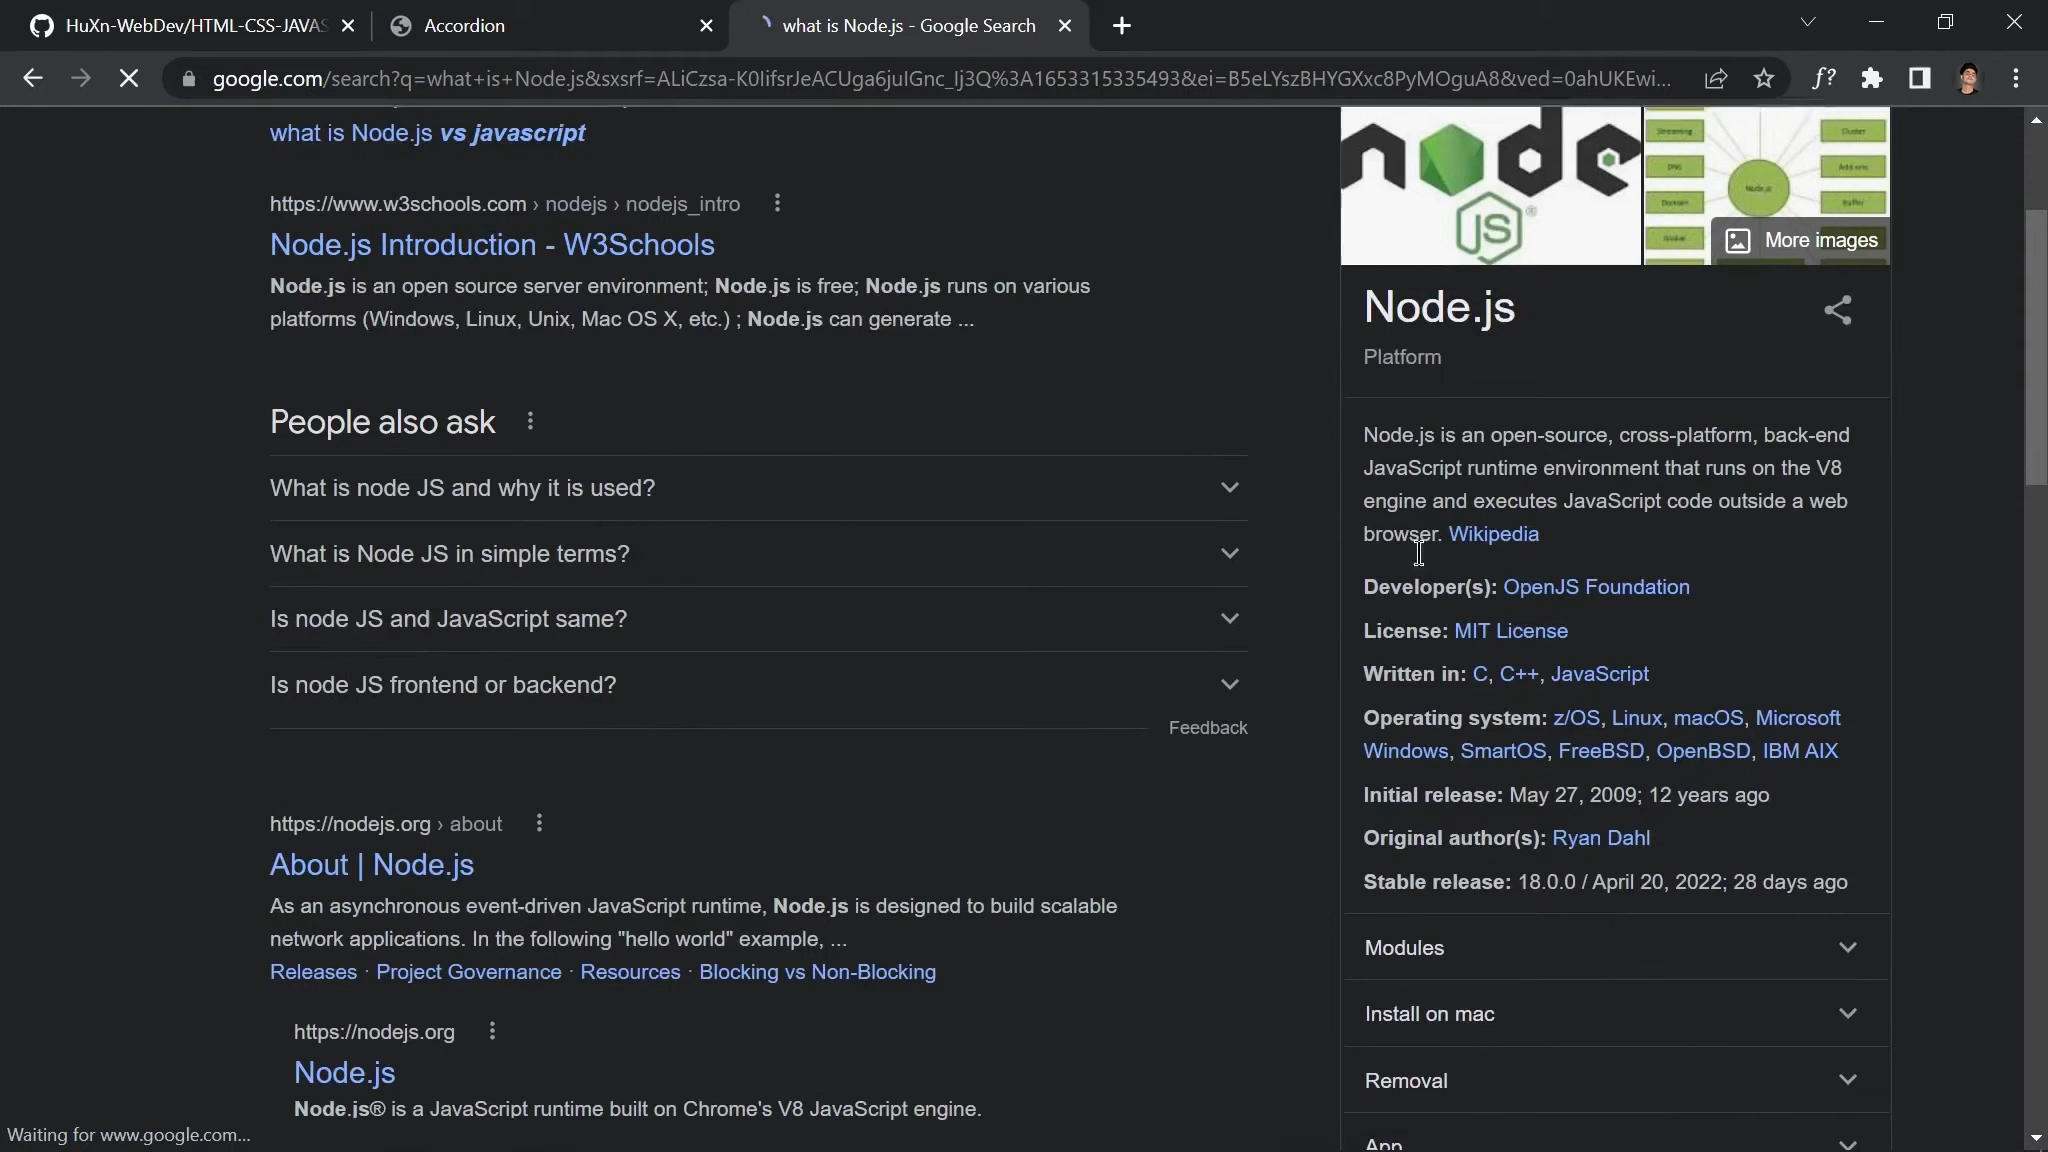 HuXn-WebDev/HTML-CSS-JAVAS
Accordion
what is Node.js - Google Search
google.com/search?q=what+is+Node.js&sxsrf=ALiCzsa-K0lifsrJeACUga6julGnc_Ij3Q%3A1653315335493&ei=B5eLYszBHYGXxc8PyMOguA8&ved=0ahUKEwi...
f?
what is Node.js vs javascript
https://www.w3schools.com › nodejs › nodejs_intro
Node.js Introduction - W3Schools
Node.js is an open source server environment; Node.js is free; Node.js runs on various
platforms (Windows, Linux, Unix, Mac OS X, etc.) ; Node.js can generate ...
People also ask
What is node JS and why it is used?
What is Node JS in simple terms?
Is node JS and JavaScript same?
Is node JS frontend or backend?
Feedback
https://nodejs.org › about
About | Node.js
As an asynchronous event-driven JavaScript runtime, Node.js is designed to build scalable
network applications. In the following "hello world" example, ...
Releases · Project Governance · Resources · Blocking vs Non-Blocking
https://nodejs.org
Node.js
Node.js® is a JavaScript runtime built on Chrome's V8 JavaScript engine.
Waiting for www.google.com...
node
JS®
Streaming
DNS
Domain
Node.js
Cluster
Add-ons
Buffer
More images
Node.js
Platform
Node.js is an open-source, cross-platform, back-end
JavaScript runtime environment that runs on the V8
engine and executes JavaScript code outside a web
browser. Wikipedia
Developer(s): OpenJS Foundation
License: MIT License
Written in: C, C++, JavaScript
Operating system: z/OS, Linux, macOS, Microsoft
Windows, SmartOS, FreeBSD, OpenBSD, IBM AIX
Initial release: May 27, 2009; 12 years ago
Original author(s): Ryan Dahl
Stable release: 18.0.0 / April 20, 2022; 28 days ago
Modules
Install on mac
Removal
App